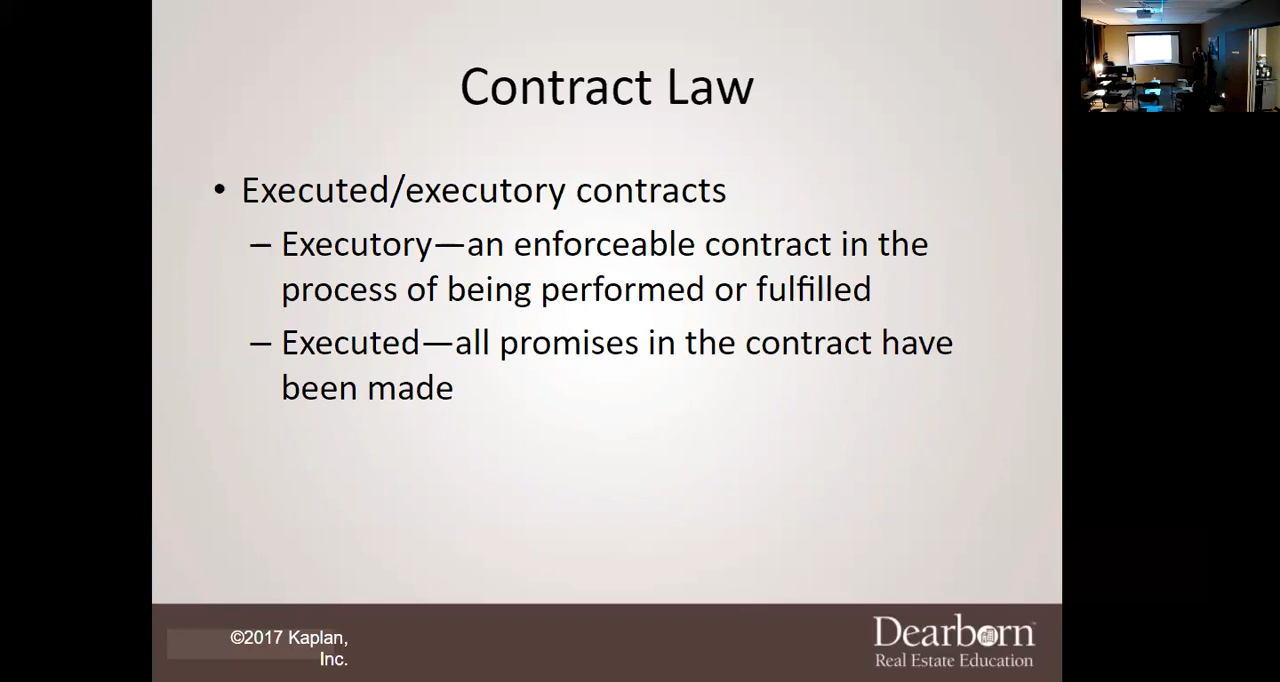 Contract Law
• Executed/executory contracts
– Executory—an enforceable contract in the
process of being performed or fulfilled
– Executed—all promises in the contract have
been made
©2017 Kaplan,
Inc.
Dearborn™
Real Estate Education